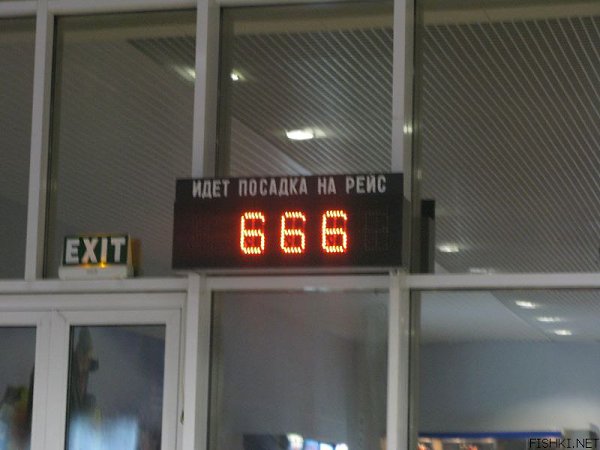 ИДЕТ ПОСАДКА НА РЕЙС
666
EXIT
FISHKI.NET